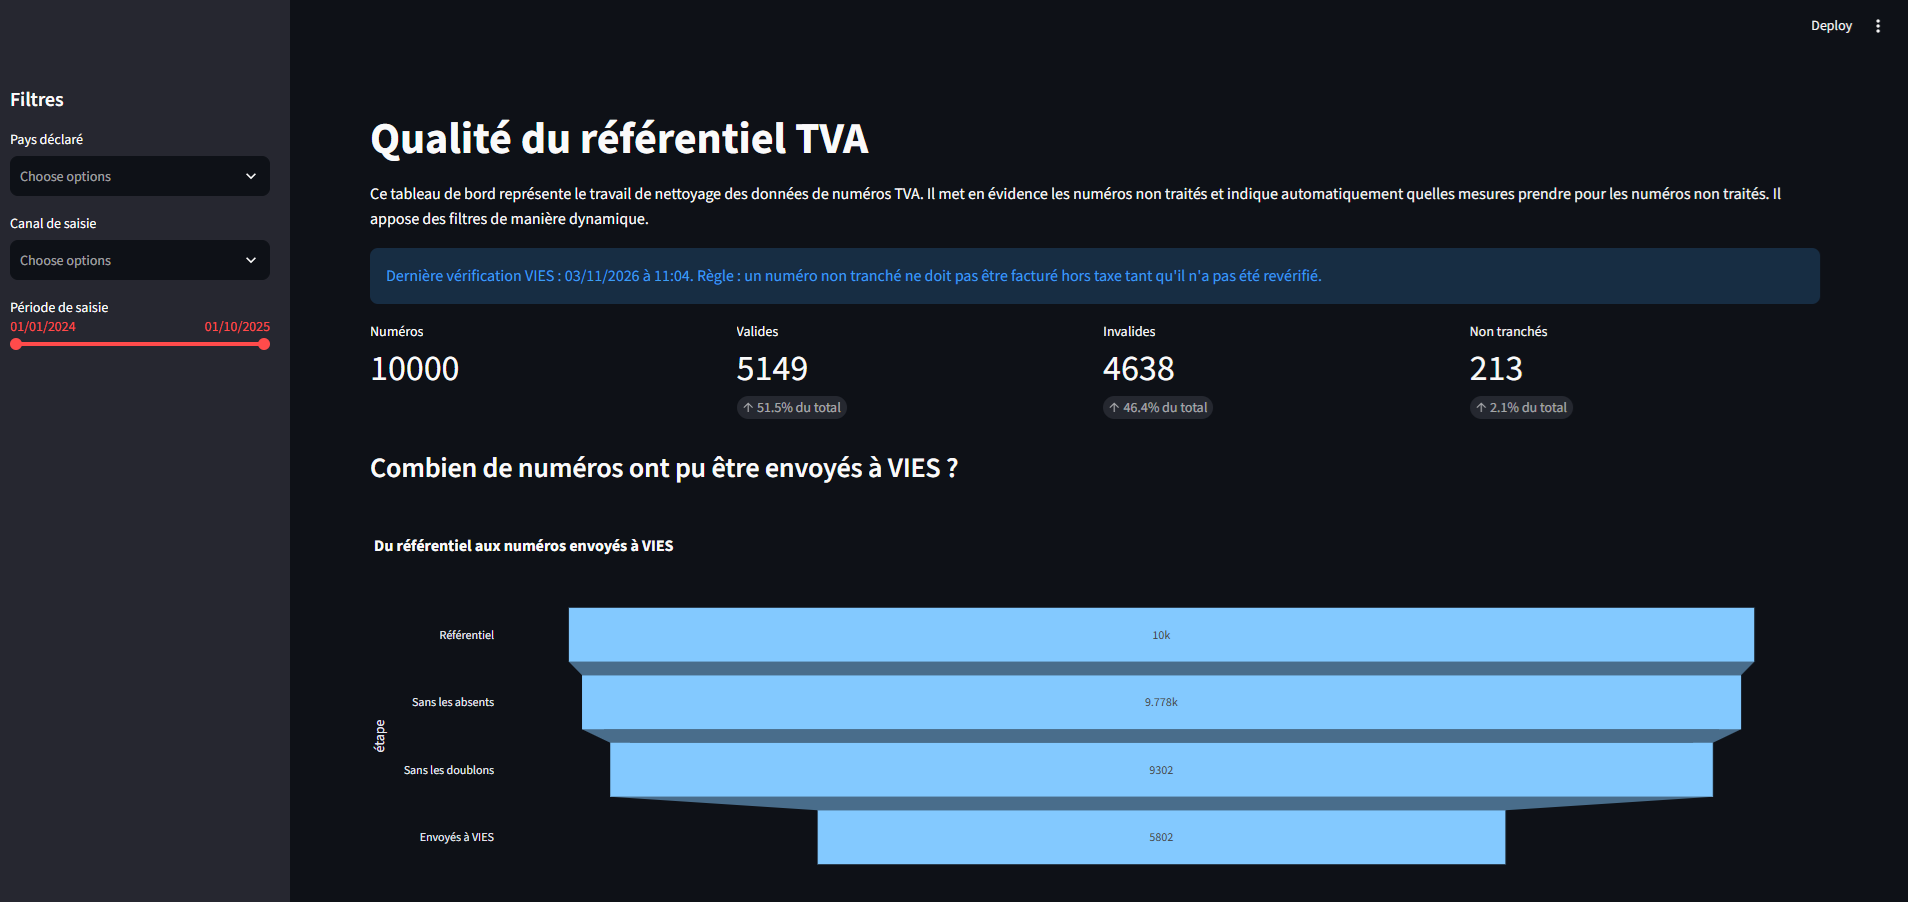 Deploy
Filtres
Pays déclaré
Choose options
Canal de saisie
Choose options
Période de saisie
01/01/2024 01/10/2025
Qualité du référentiel TVA
Ce tableau de bord représente le travail de nettoyage des données de numéros TVA. Il met en évidence les numéros non traités et indique automatiquement quelles mesures prendre pour les numéros non traités. Il
appose des filtres de manière dynamique.
Dernière vérification VIES : 03/11/2026 à 11:04. Règle : un numéro non tranché ne doit pas être facturé hors taxe tant qu'il n'a pas été revérifié.
Numéros
10000
Valides
5149
↑ 51.5% du total
Invalides
4638
↑ 46.4% du total
Non tranchés
213
↑ 2.1% du total
Combien de numéros ont pu être envoyés à VIES ?
Du référentiel aux numéros envoyés à VIES
étape
Référentiel 10k
Sans les absents 9.778k
Sans les doublons 9302
Envoyés à VIES 5802